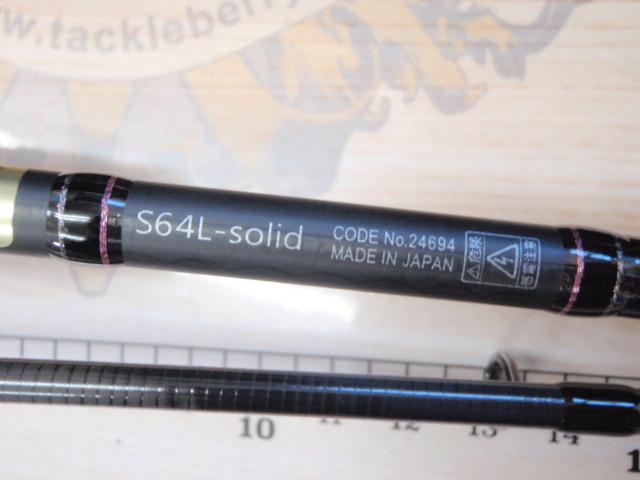 www.tackleberry
S64L-solid
CODE No.24694
MADE IN JAPAN
⚠危険
感電注意
10 11 12 13 14 1